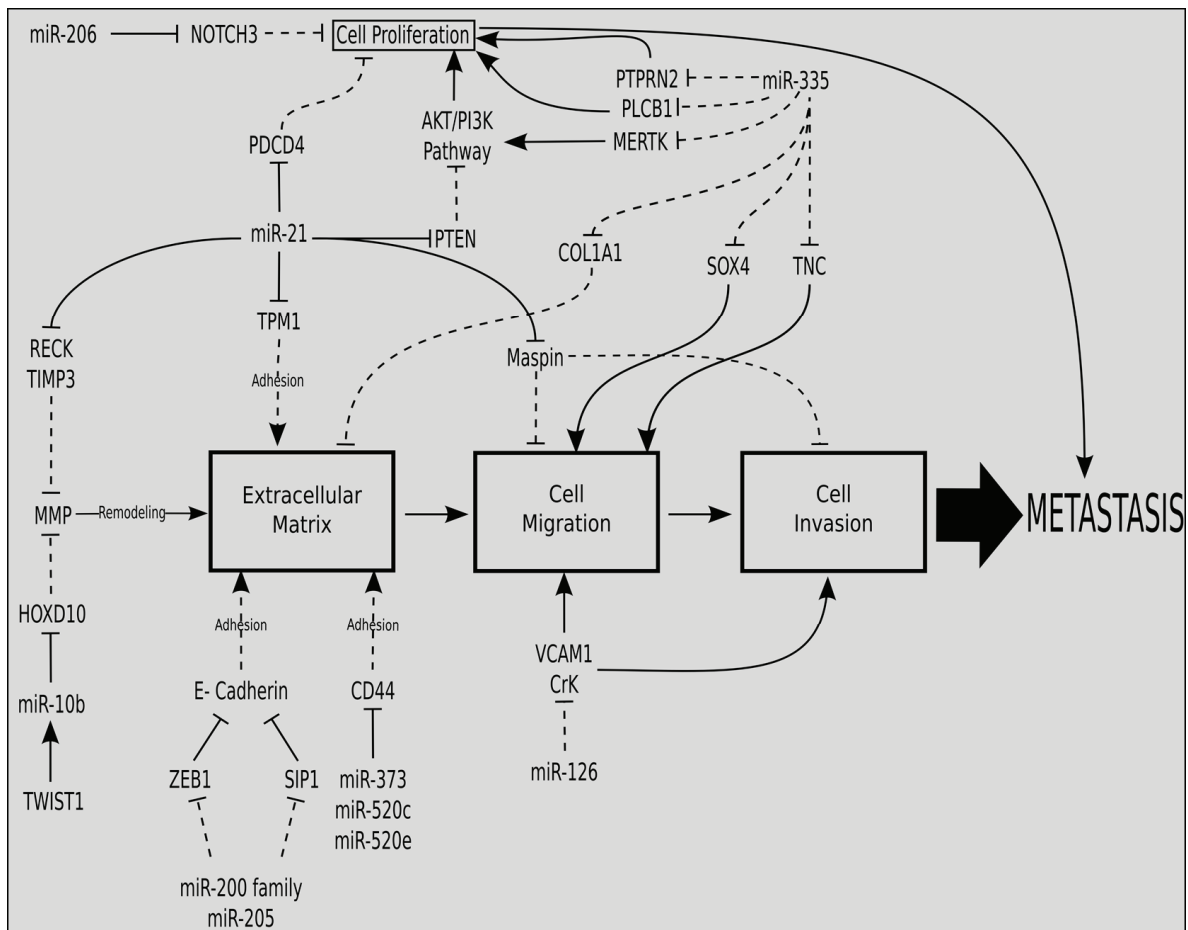 miR-206
NOTCH3
Cell Proliferation
PTPRN2
miR-335
PLCB1
AKT/PI3K
Pathway
MERTK
PDCD4
miR-21
PTEN
COL1A1
SOX4
TNC
TPM1
RECK
TIMP3
Maspin
Adhesion
Extracellular
Matrix
Cell
Migration
Cell
Invasion
METASTASIS
MMP
Remodeling
HOXD10
Adhesion
Adhesion
VCAM1
CrK
miR-10b
E- Cadherin
CD44
TWIST1
ZEB1
SIP1
miR-373
miR-520c
miR-520e
miR-126
miR-200 family
miR-205